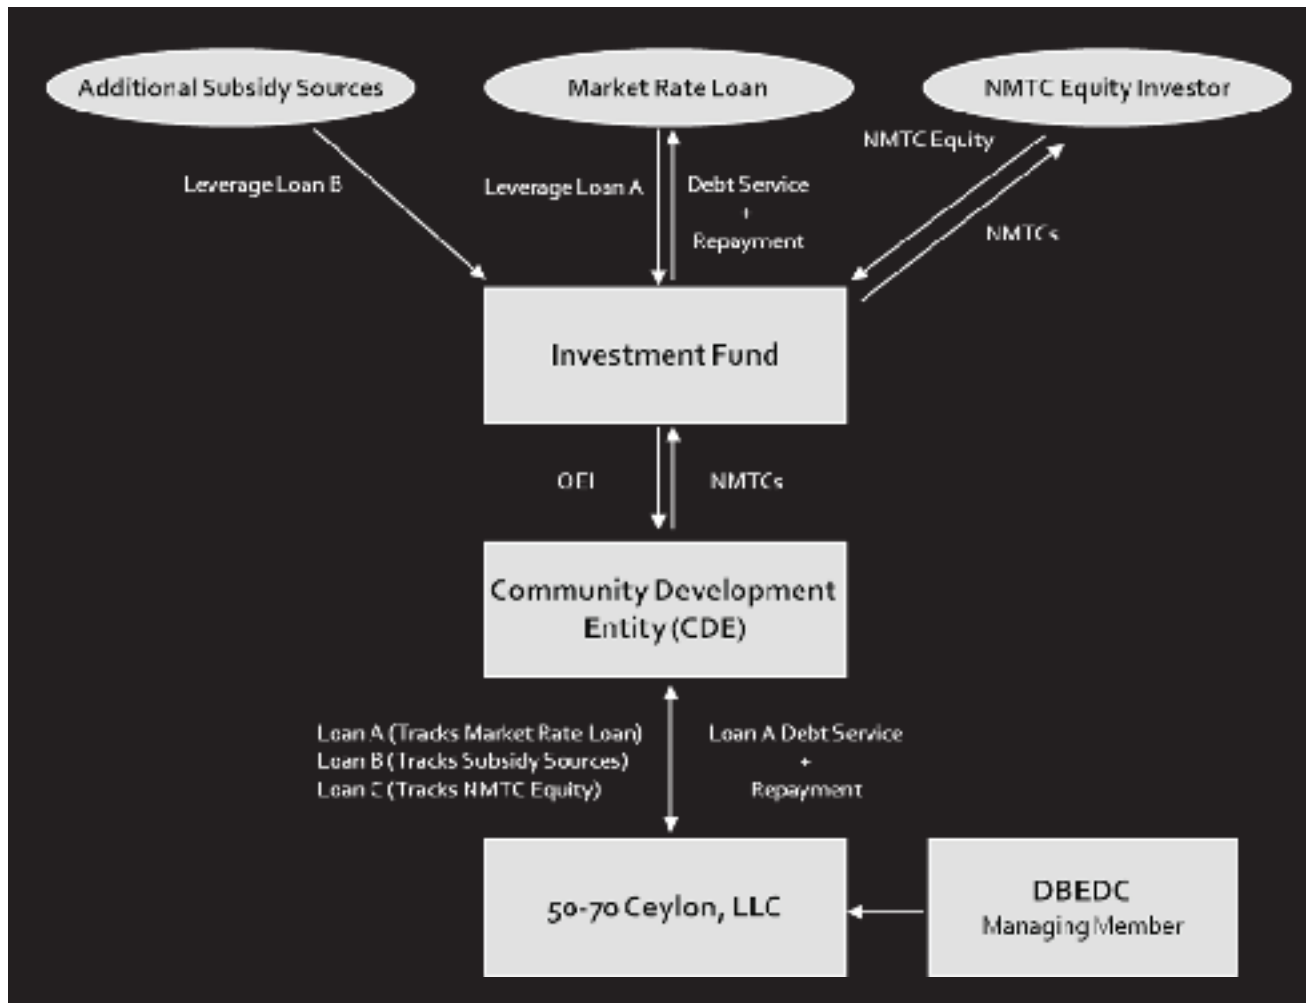 Additional Subsidy Sources
Market Rate Loan
NMTC Equity Investor
NMTC Equity
Leverage Loan B
Leverage Loan A
Debt Service
+
Repayment
NMTCs
Investment Fund
QEI
NMTCs
Community Development
Entity (CDE)
Loan A (Tracks Market Rate Loan)
Loan B (Tracks Subsidy Sources)
Loan C (Tracks NMTC Equity)
Loan A Debt Service
+
Repayment
50-70 Ceylon, LLC
DBEDC
Managing Member